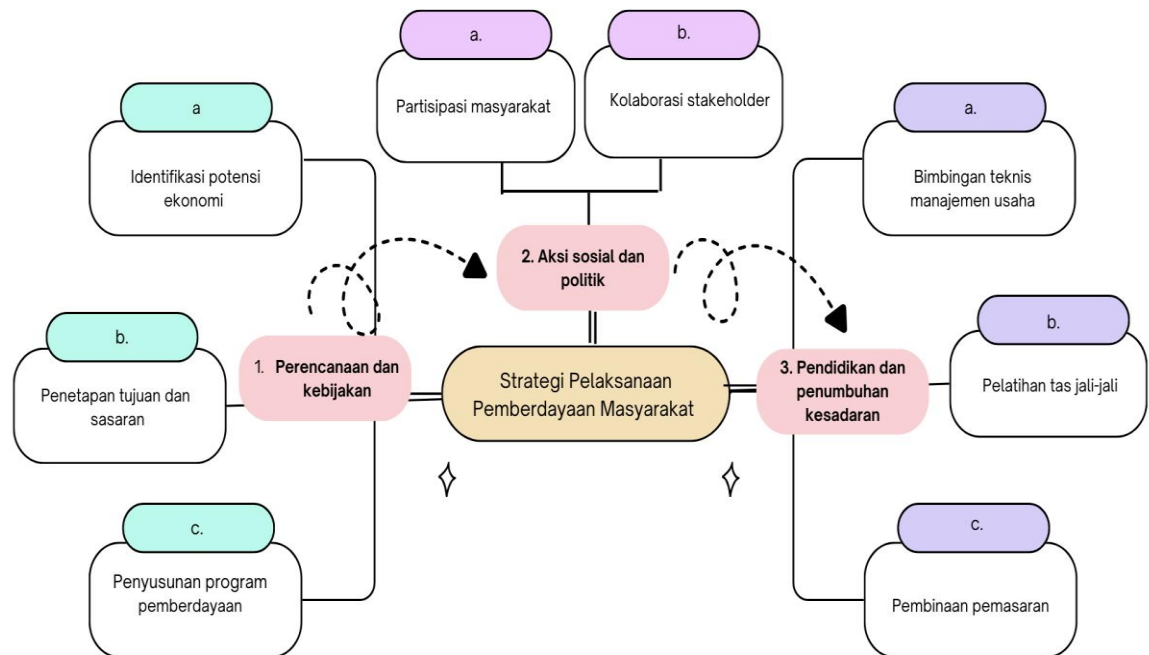 Strategi Pelaksanaan
Pemberdayaan Masyarakat
1. Perencanaan dan
kebijakan
a
Identifikasi potensi
ekonomi
b.
Penetapan tujuan dan
sasaran
c.
Penyusunan program
pemberdayaan
2. Aksi sosial dan
politik
a.
Partisipasi masyarakat
b.
Kolaborasi stakeholder
3. Pendidikan dan
penumbuhan
kesadaran
a.
Bimbingan teknis
manajemen usaha
b.
Pelatihan tas jali-jali
c.
Pembinaan pemasaran